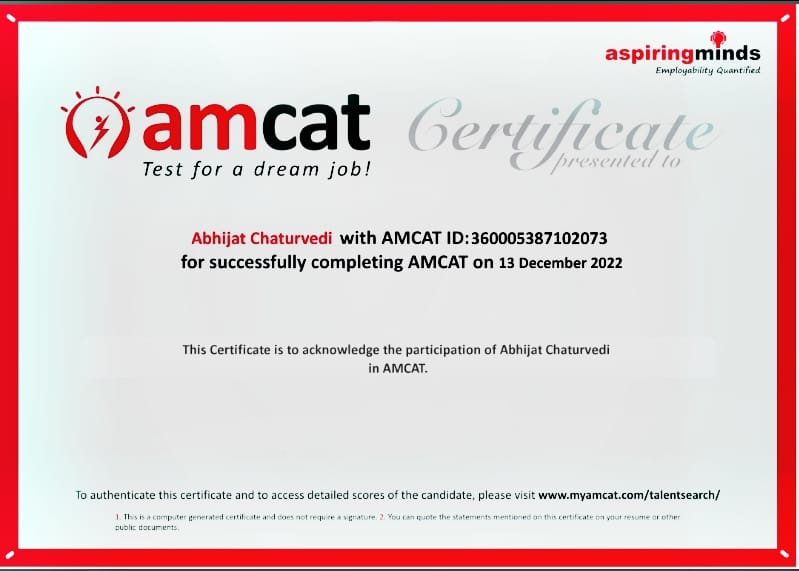 aspiringminds
Employability Quantified
amcat
Test for a dream job!
Certificate
presented to
Abhijat Chaturvedi with AMCAT ID:360005387102073
for successfully completing AMCAT on 13 December 2022
This Certificate is to acknowledge the participation of Abhijat Chaturvedi
in AMCAT.
To authenticate this certificate and to access detailed scores of the candidate, please visit www.myamcat.com/talentsearch/
1. This is a computer generated certificate and does not require a signature. 2. You can quote the statements mentioned on this certificate on your resume or other
public documents.